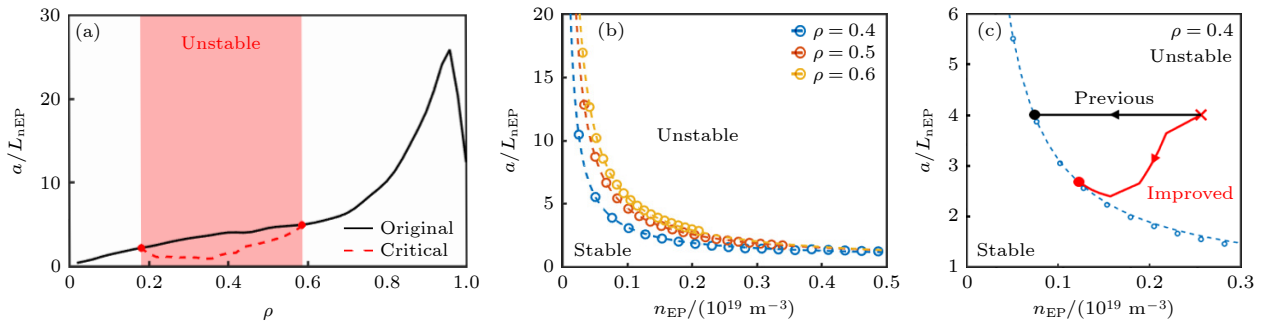 (a)
Unstable
Original
Critical
30
20
10
0
0
0.2
0.4
0.6
0.8
1.0
a/L_nEP
ρ
(b)
ρ = 0.4
ρ = 0.5
ρ = 0.6
Unstable
Stable
20
15
10
5
0
0
0.1
0.2
0.3
0.4
0.5
a/L_nEP
n_EP/(10^19 m^−3)
(c)
ρ = 0.4
Unstable
Previous
Improved
Stable
6
5
4
3
2
1
0
0.1
0.2
0.3
a/L_nEP
n_EP/(10^19 m^−3)